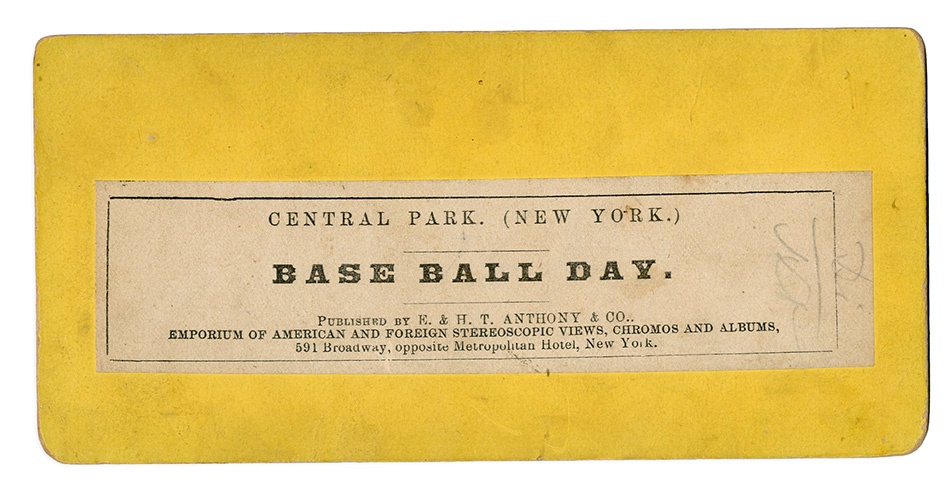 CENTRAL PARK. (NEW YORK.)
BASE BALL DAY.
PUBLISHED BY E. & H. T. ANTHONY & CO..
EMPORIUM OF AMERICAN AND FOREIGN STEREOSCOPIC VIEWS, CHROMOS AND ALBUMS,
591 Broadway, opposite Metropolitan Hotel, New York.